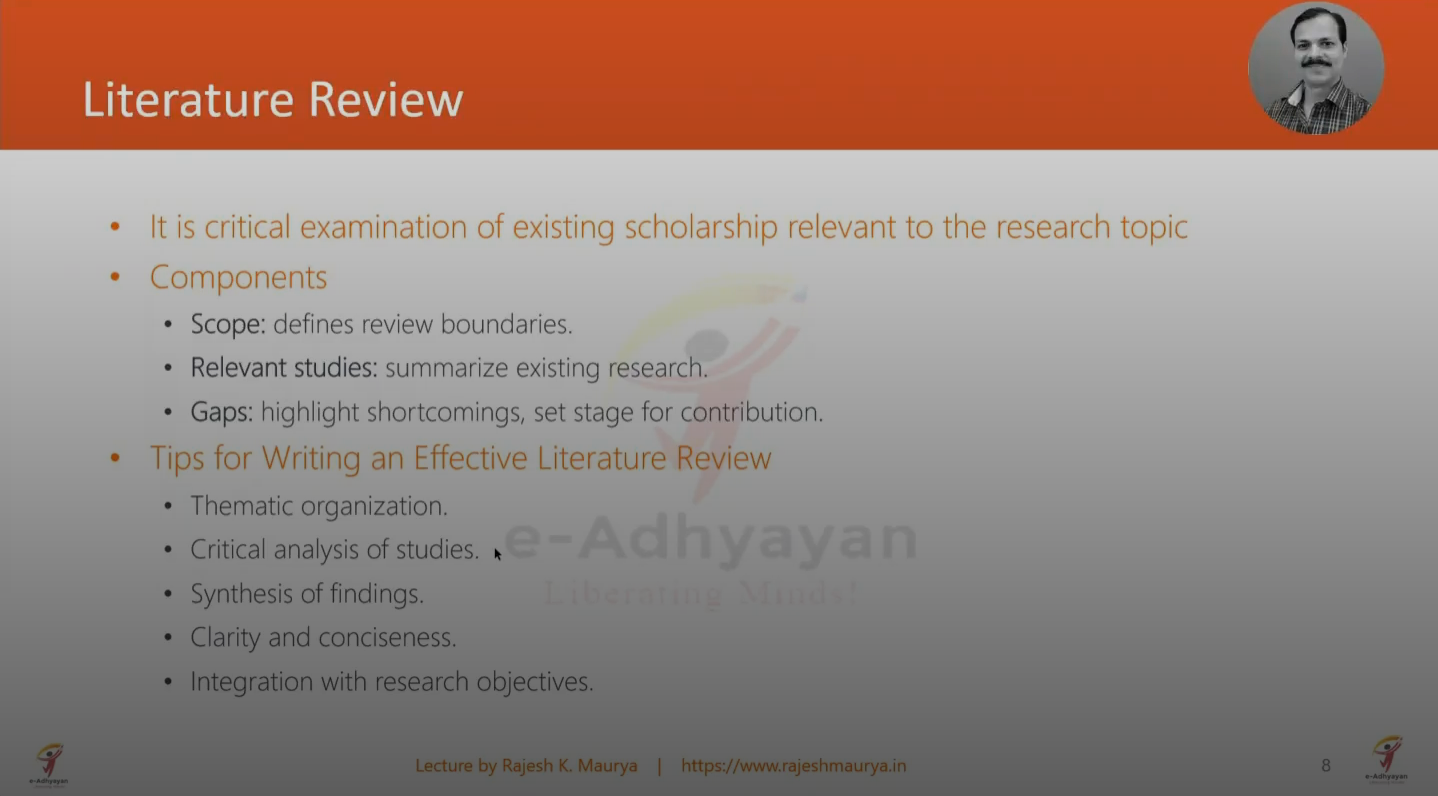 Literature Review
• It is critical examination of existing scholarship relevant to the research topic
• Components
• Scope: defines review boundaries.
• Relevant studies: summarize existing research.
• Gaps: highlight shortcomings, set stage for contribution.
• Tips for Writing an Effective Literature Review
• Thematic organization.
• Critical analysis of studies.
• Synthesis of findings.
• Clarity and conciseness.
• Integration with research objectives.
e-Adhyayan
Liberating Minds!
e-Adhyayan
Lecture by Rajesh K. Maurya | https://www.rajeshmaurya.in
8
e-Adhyayan